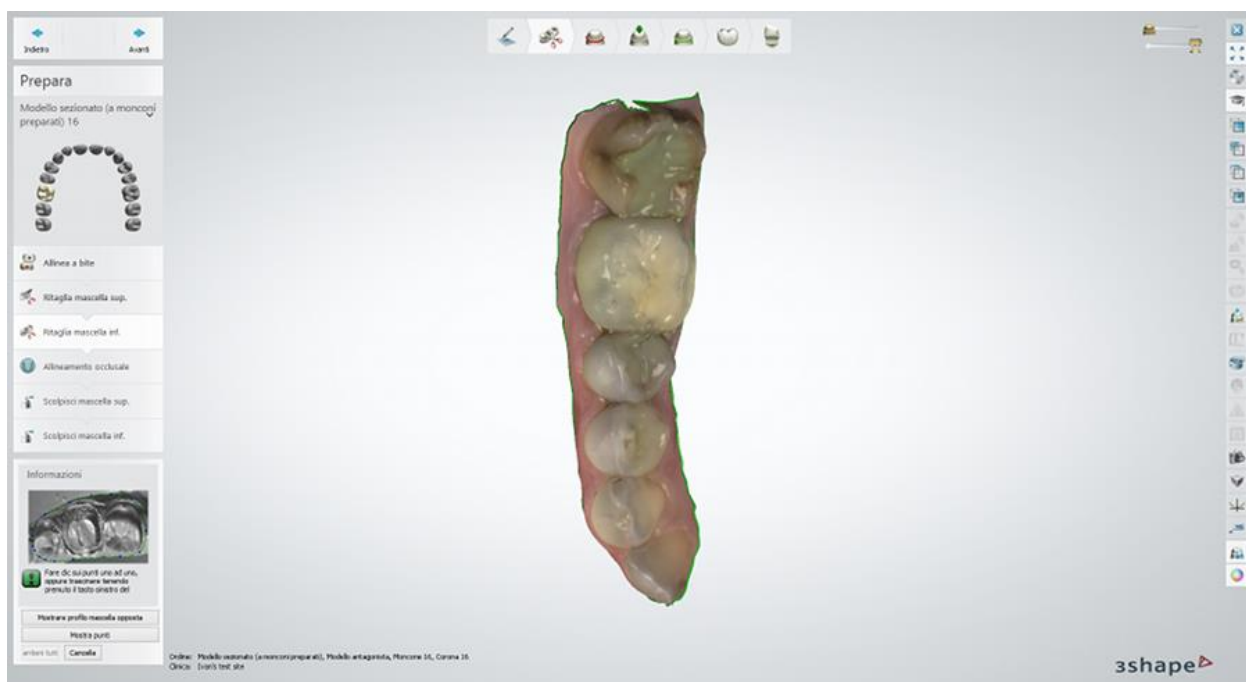 Indietro
Avanti
Prepara
Modello sezionato (a monconi
preparati) 16
Allinea a bite
Ritaglia mascella sup.
Ritaglia mascella inf.
Allineamento occlusale
Scolpisci mascella sup.
Scolpisci mascella inf.
Informazioni
Fare clic sui punti uno ad uno,
oppure trascinare tenendo
premuto il tasto sinistro del
Mostrare profilo mascella opposta
Mostra punti
tutti
Cancella
Ordine: Modello sezionato (a monconi preparati), Modello antagonista, Moncone 16, Corona 16
Clinica: Ivan's test site
3shape